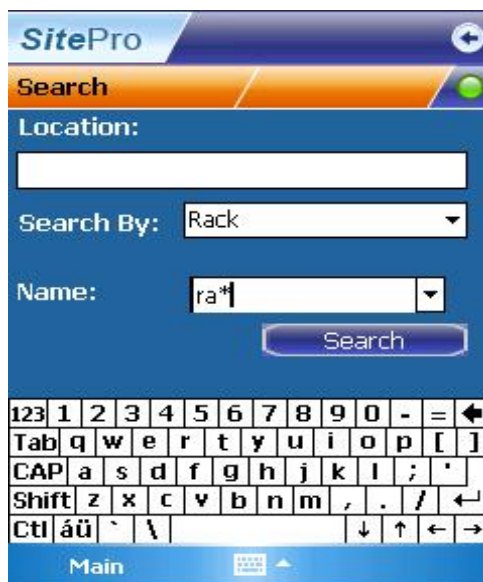 SitePro
Search
Location:
Search By: Rack
Name: ra*
Search
123 1 2 3 4 5 6 7 8 9 0 - =
Tab q w e r t y u i o p [ ]
CAP a s d f g h j k l ; '
Shift z x c v b n m , . /
Ctl áü ` \ ↓ ↑ ← →
Main